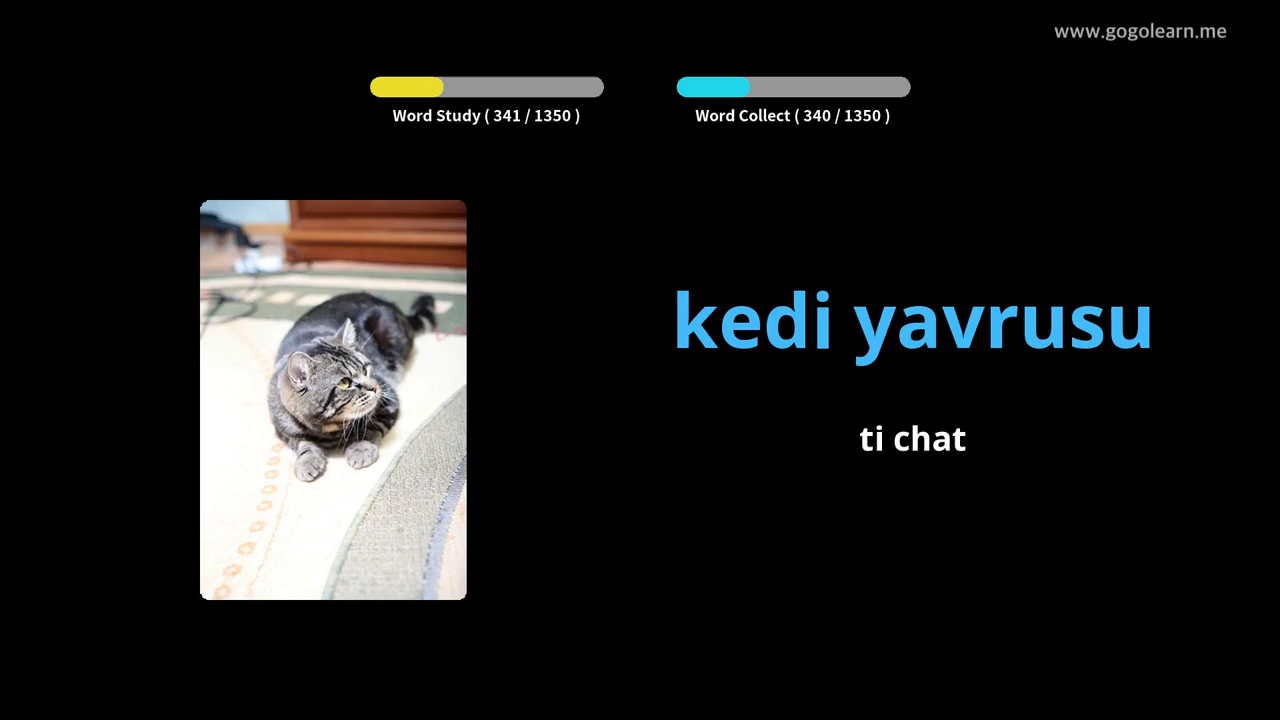 www.gogolearn.me
Word Study ( 341 / 1350 )
Word Collect ( 340 / 1350 )
kedi yavrusu
ti chat